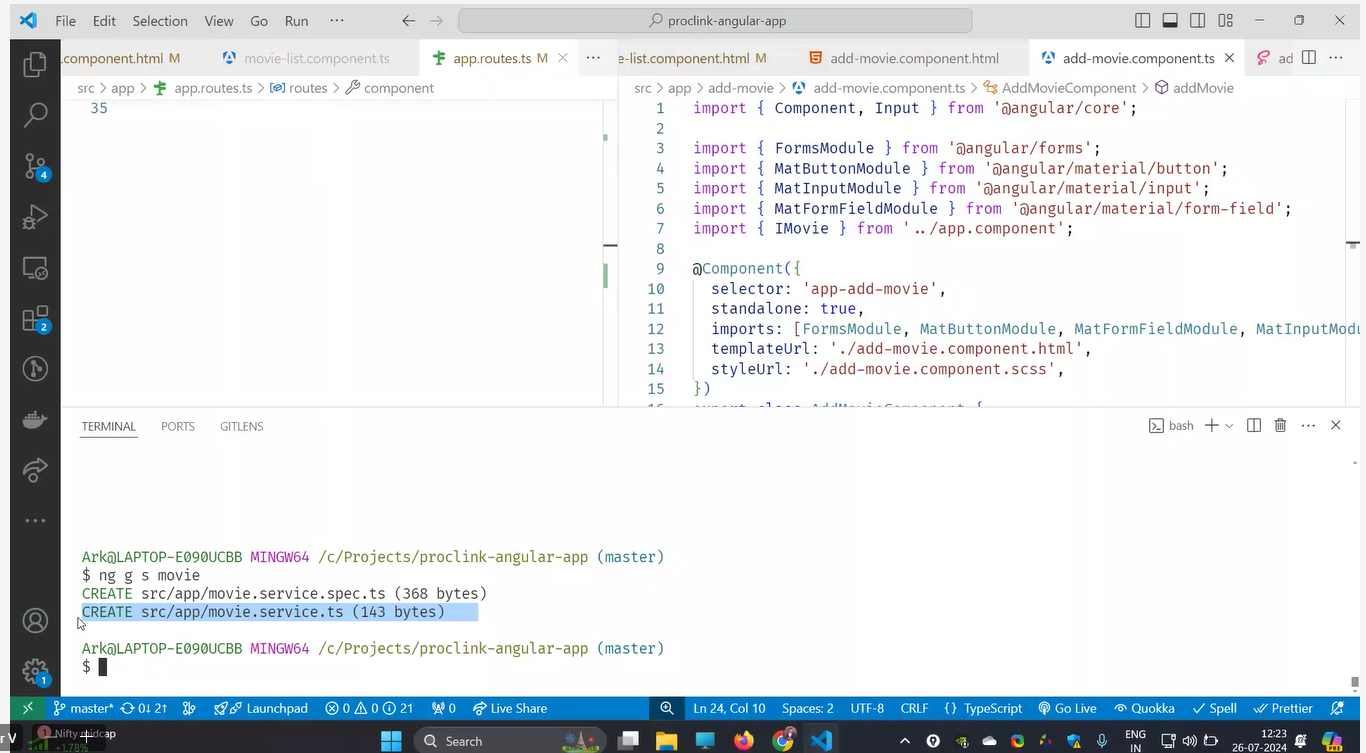 File Edit Selection View Go Run ··· proclink-angular-app
.component.html M movie-list.component.ts app.routes.ts M ··· e-list.component.html M add-movie.component.html add-movie.component.ts ad ···
src > app > app.routes.ts > routes > component
src > app > add-movie > add-movie.component.ts > AddMovieComponent > addMovie
35
1 import { Component, Input } from '@angular/core';
2
3 import { FormsModule } from '@angular/forms';
4 import { MatButtonModule } from '@angular/material/button';
5 import { MatInputModule } from '@angular/material/input';
6 import { MatFormFieldModule } from '@angular/material/form-field';
7 import { IMovie } from '../app.component';
8
9 @Component({
10 selector: 'app-add-movie',
11 standalone: true,
12 imports: [FormsModule, MatButtonModule, MatFormFieldModule, MatInputModu
13 templateUrl: './add-movie.component.html',
14 styleUrl: './add-movie.component.scss',
15 })
16 export class AddMovieComponent {
4
2
1
TERMINAL PORTS GITLENS bash
Ark@LAPTOP-E090UCBB MINGW64 /c/Projects/proclink-angular-app (master)
$ ng g s movie
CREATE src/app/movie.service.spec.ts (368 bytes)
CREATE src/app/movie.service.ts (143 bytes)
Ark@LAPTOP-E090UCBB MINGW64 /c/Projects/proclink-angular-app (master)
$
master* 0↓ 2↑ Launchpad 0 0 21 0 Live Share Ln 24, Col 10 Spaces: 2 UTF-8 CRLF {} TypeScript Go Live Quokka Spell Prettier
r V 1 Nifty midcap
+1.78%
Search
ENG
IN
12:23
26-07-2024
PRE